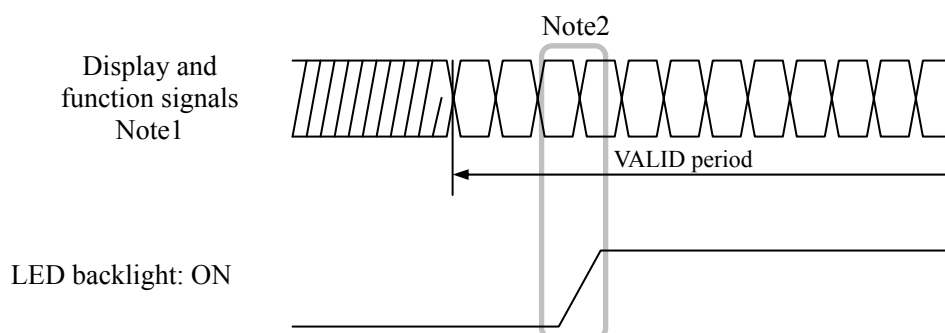 Note2
Display and
function signals
Note1
VALID period
LED backlight: ON